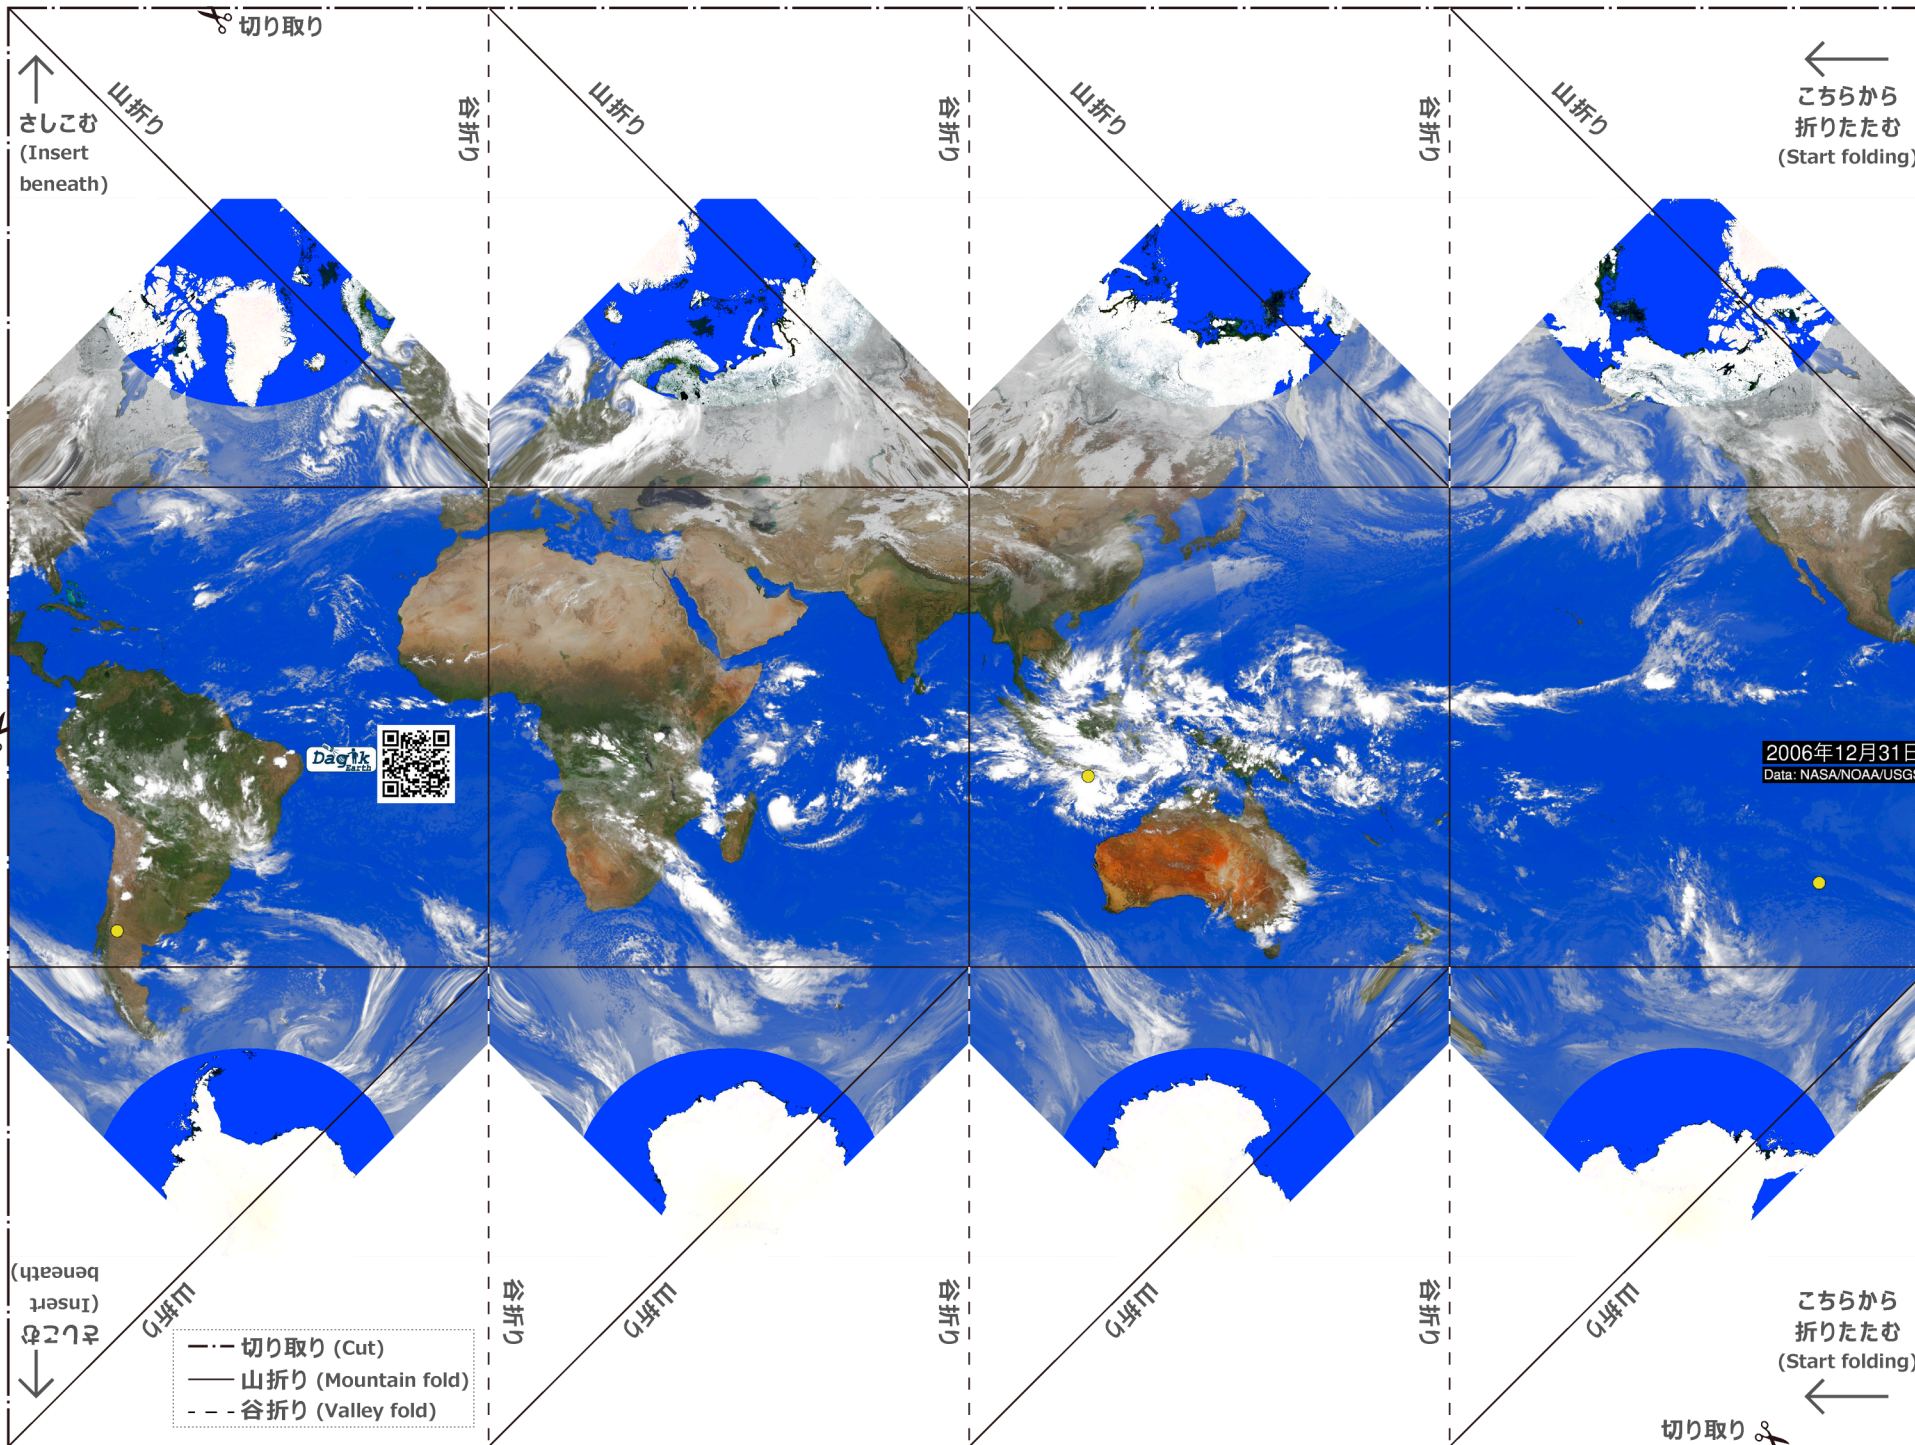 切り取り
山折り
山折り
山折り
山折り
谷折り
谷折り
谷折り
さしこむ
(Insert
beneath)
こちらから
折りたたむ
(Start folding)
Dagik
Earth
2006年12月31日
Data: NASA/NOAA/USGS
さしこむ
(Insert
beneath)
山折り
山折り
山折り
山折り
谷折り
谷折り
谷折り
こちらから
折りたたむ
(Start folding)
切り取り (Cut)
山折り (Mountain fold)
谷折り (Valley fold)
切り取り